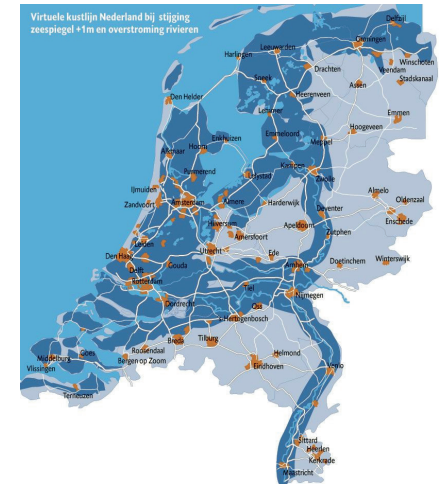 Virtuele kustlijn Nederland bij stijging
zeespiegel +1m en overstroming rivieren
Delfzijl
Groningen
Leeuwarden
Winschoten
Harlingen
Drachten
Veendam
Stadskanaal
Sneek
Assen
Heerenveen
Den Helder
Lemmer
Emmen
Hoogeveen
Enkhuizen
Emmeloord
Meppel
Hoorn
Alkmaar
Kampen
Purmerend
Lelystad
Zwolle
IJmuiden
Almelo
Zandvoort
Amsterdam
Almere
Harderwijk
Oldenzaal
Deventer
Enschede
Hilversum
Apeldoorn
Leiden
Amersfoort
Zutphen
Utrecht
Ede
Den Haag
Gouda
Arnhem
Doetinchem
Winterswijk
Delft
Rotterdam
Tiel
Nijmegen
Dordrecht
Oss
's Hertogenbosch
Breda
Tilburg
Goes
Roosendaal
Helmond
Middelburg
Bergen op Zoom
Eindhoven
Venlo
Vlissingen
Terneuzen
Sittard
Heerlen
Kerkrade
Maastricht